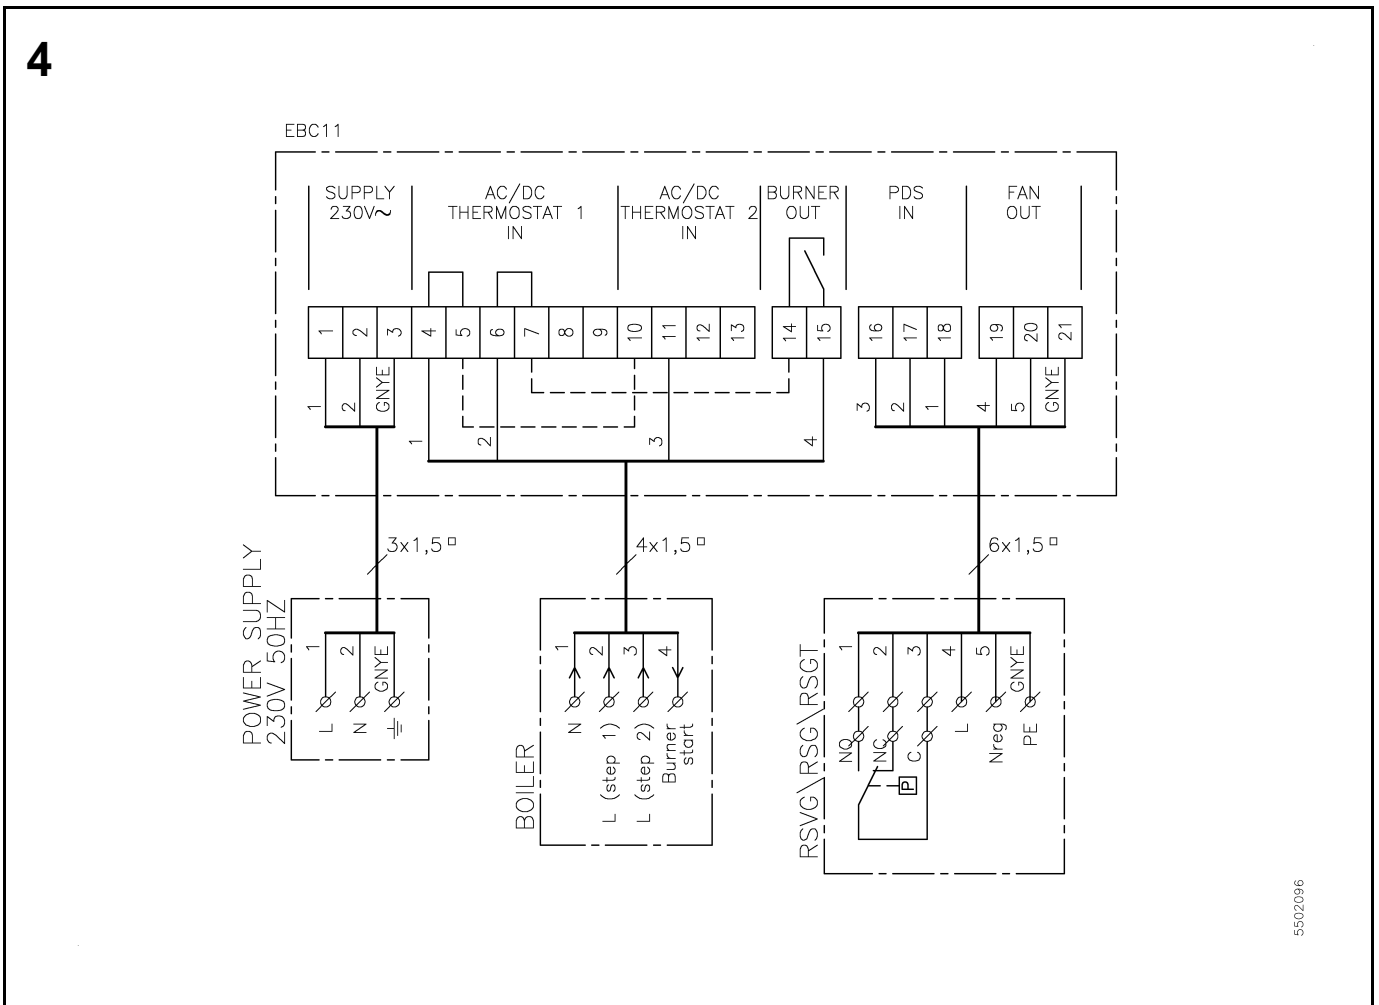 4
EBC11
SUPPLY
230V~
AC/DC
THERMOSTAT 1
IN
AC/DC
THERMOSTAT 2
IN
BURNER
OUT
PDS
IN
FAN
OUT
1 2 3 4 5 6 7 8 9 10 11 12 13 14 15 16 17 18 19 20 21
1 2 GNYE
1 2 3 4
3 2 1 4 5 GNYE
3x1,5
4x1,5
6x1,5
POWER SUPPLY
230V 50HZ
1 2 GNYE
L N
BOILER
1 2 3 4
N
L (step 1)
L (step 2)
Burner
start
RSVG\RSG\RSGT
1 2 3 4 5 GNYE
NO NC C L Nreg PE
P
5502096